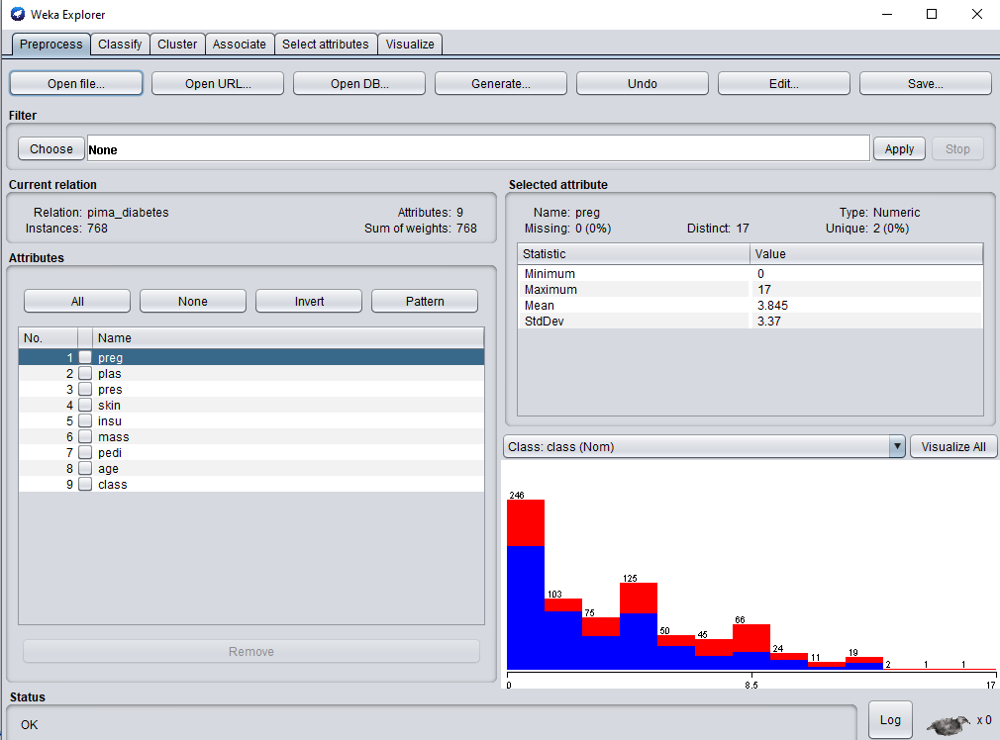 Weka Explorer
Preprocess Classify Cluster Associate Select attributes Visualize
Open file... Open URL... Open DB... Generate... Undo Edit... Save...
Filter
Choose None Apply Stop
Current relation
Relation: pima_diabetes Attributes: 9
Instances: 768 Sum of weights: 768
Attributes
All None Invert Pattern
No. Name
1 preg
2 plas
3 pres
4 skin
5 insu
6 mass
7 pedi
8 age
9 class
Remove
Selected attribute
Name: preg Type: Numeric
Missing: 0 (0%) Distinct: 17 Unique: 2 (0%)
Statistic Value
Minimum 0
Maximum 17
Mean 3.845
StdDev 3.37
Class: class (Nom) Visualize All
246
103
75
125
50
45
66
24
11
19
2
1
1
0 8.5 17
Status
OK Log x 0